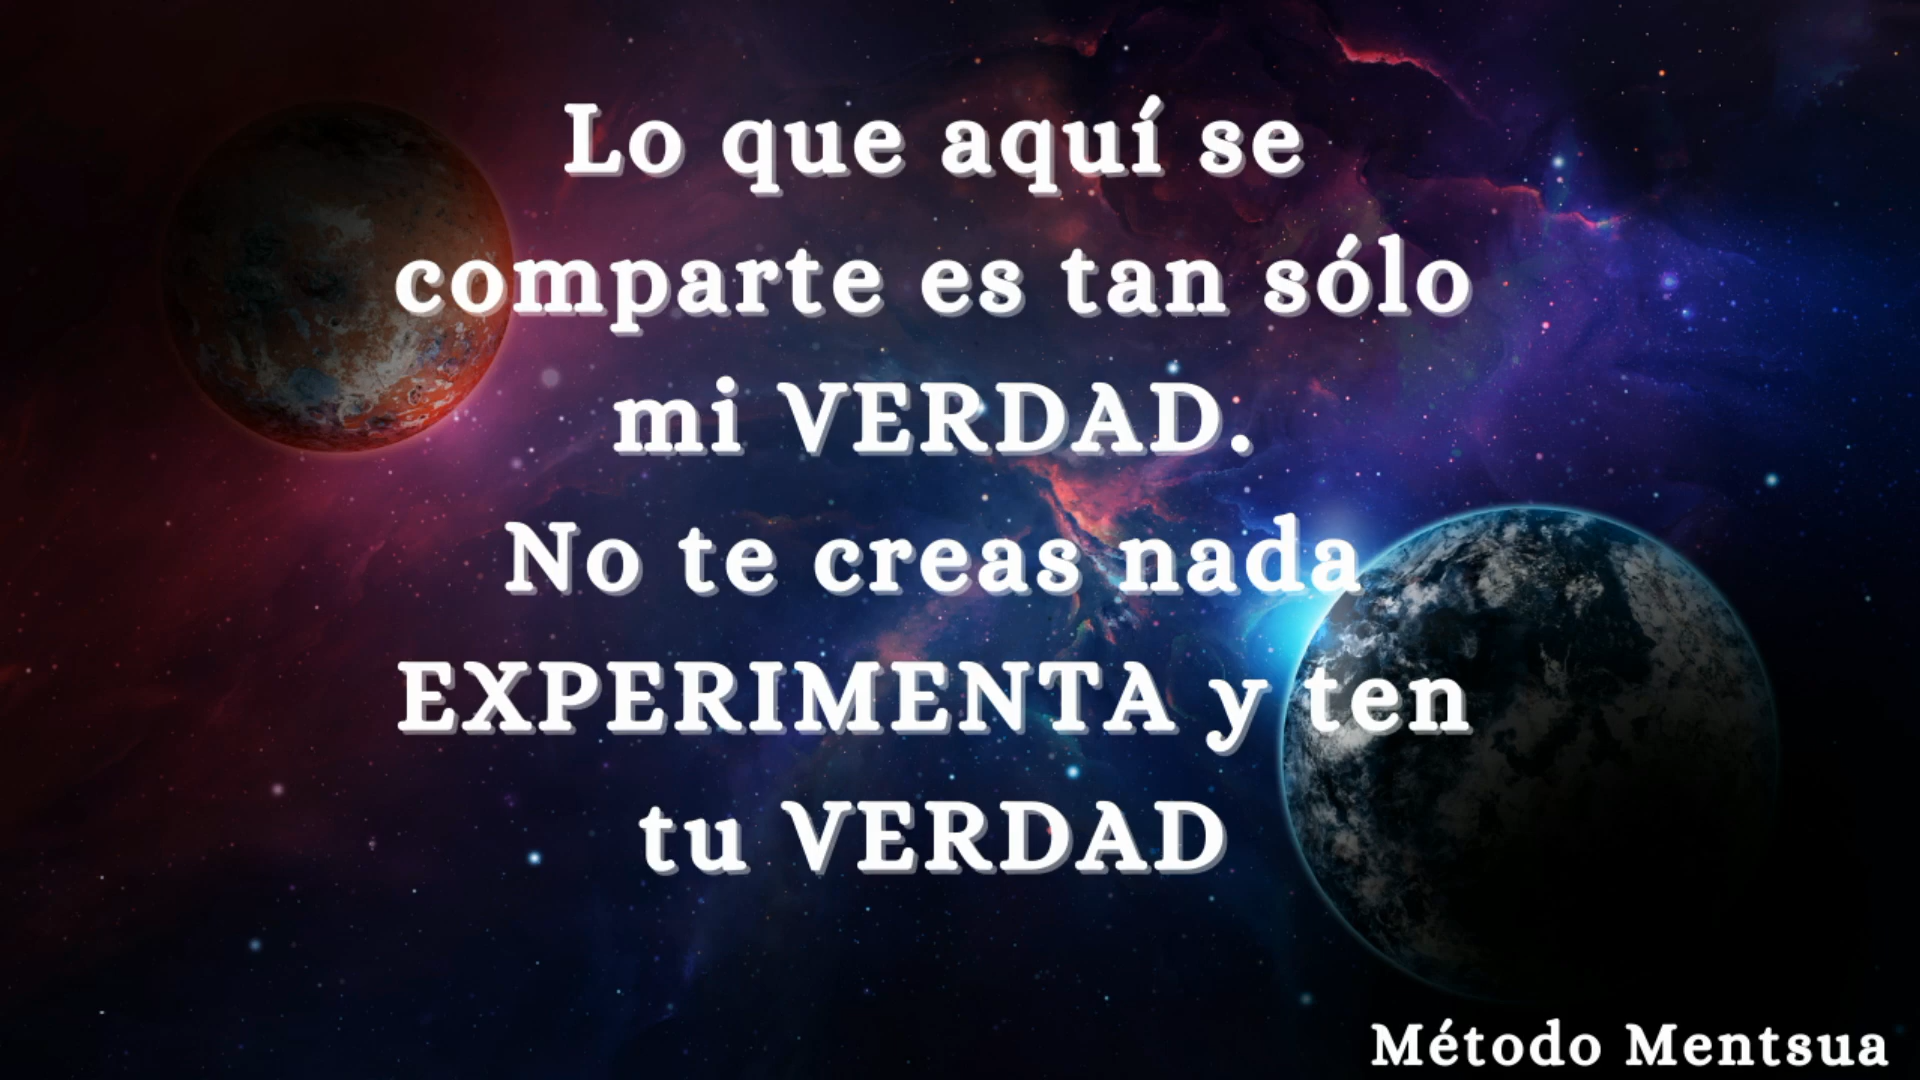 Lo que aquí se
comparte es tan sólo
mi VERDAD.
No te creas nada
EXPERIMENTA y ten
tu VERDAD
Método Mentsua